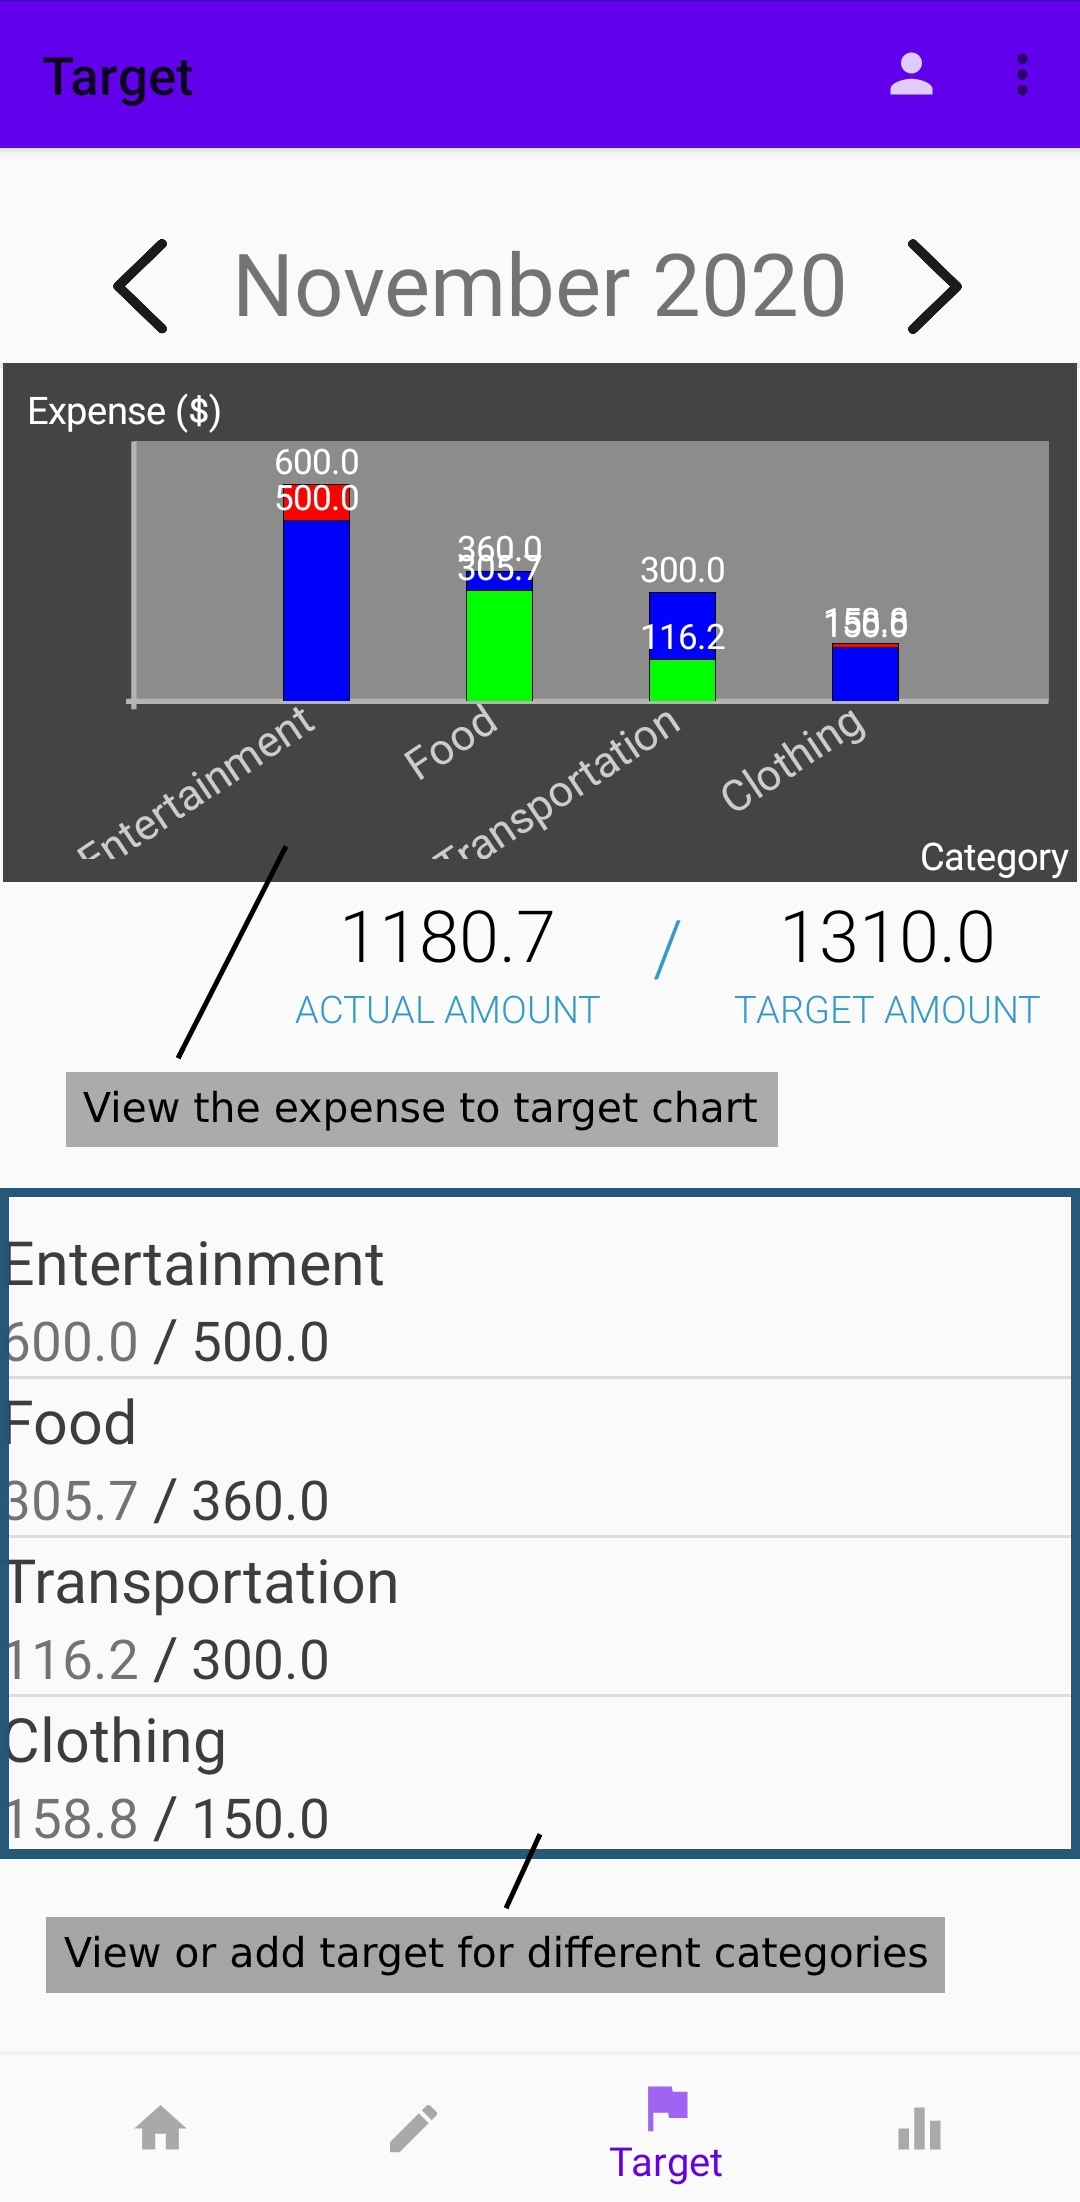 Target
November 2020
Expense ($)
600.0
500.0
360.0
305.7
300.0
116.2
158.8
150.0
Entertainment
Food
Transportation
Clothing
Category
1180.7 / 1310.0
ACTUAL AMOUNT TARGET AMOUNT
View the expense to target chart
Entertainment
600.0 / 500.0
Food
305.7 / 360.0
Transportation
116.2 / 300.0
Clothing
158.8 / 150.0
View or add target for different categories
Target